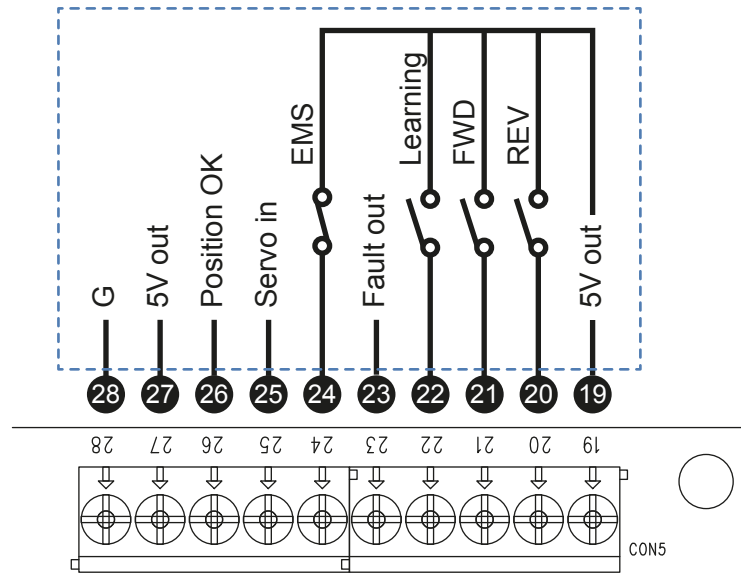 G
5V out
Position OK
Servo in
EMS
Fault out
Learning
FWD
REV
5V out
28 27 26 25 24 23 22 21 20 19
28 27 26 25 24 23 22 21 20 19
CON5